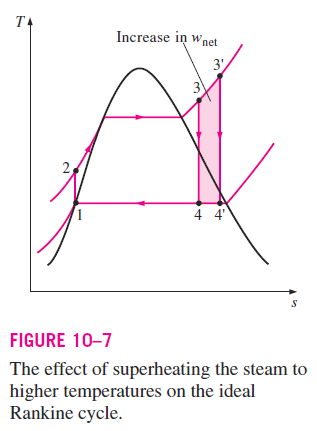 T
Increase in wnet
3'
3
2
1
4 4'
s
FIGURE 10–7
The effect of superheating the steam to
higher temperatures on the ideal
Rankine cycle.